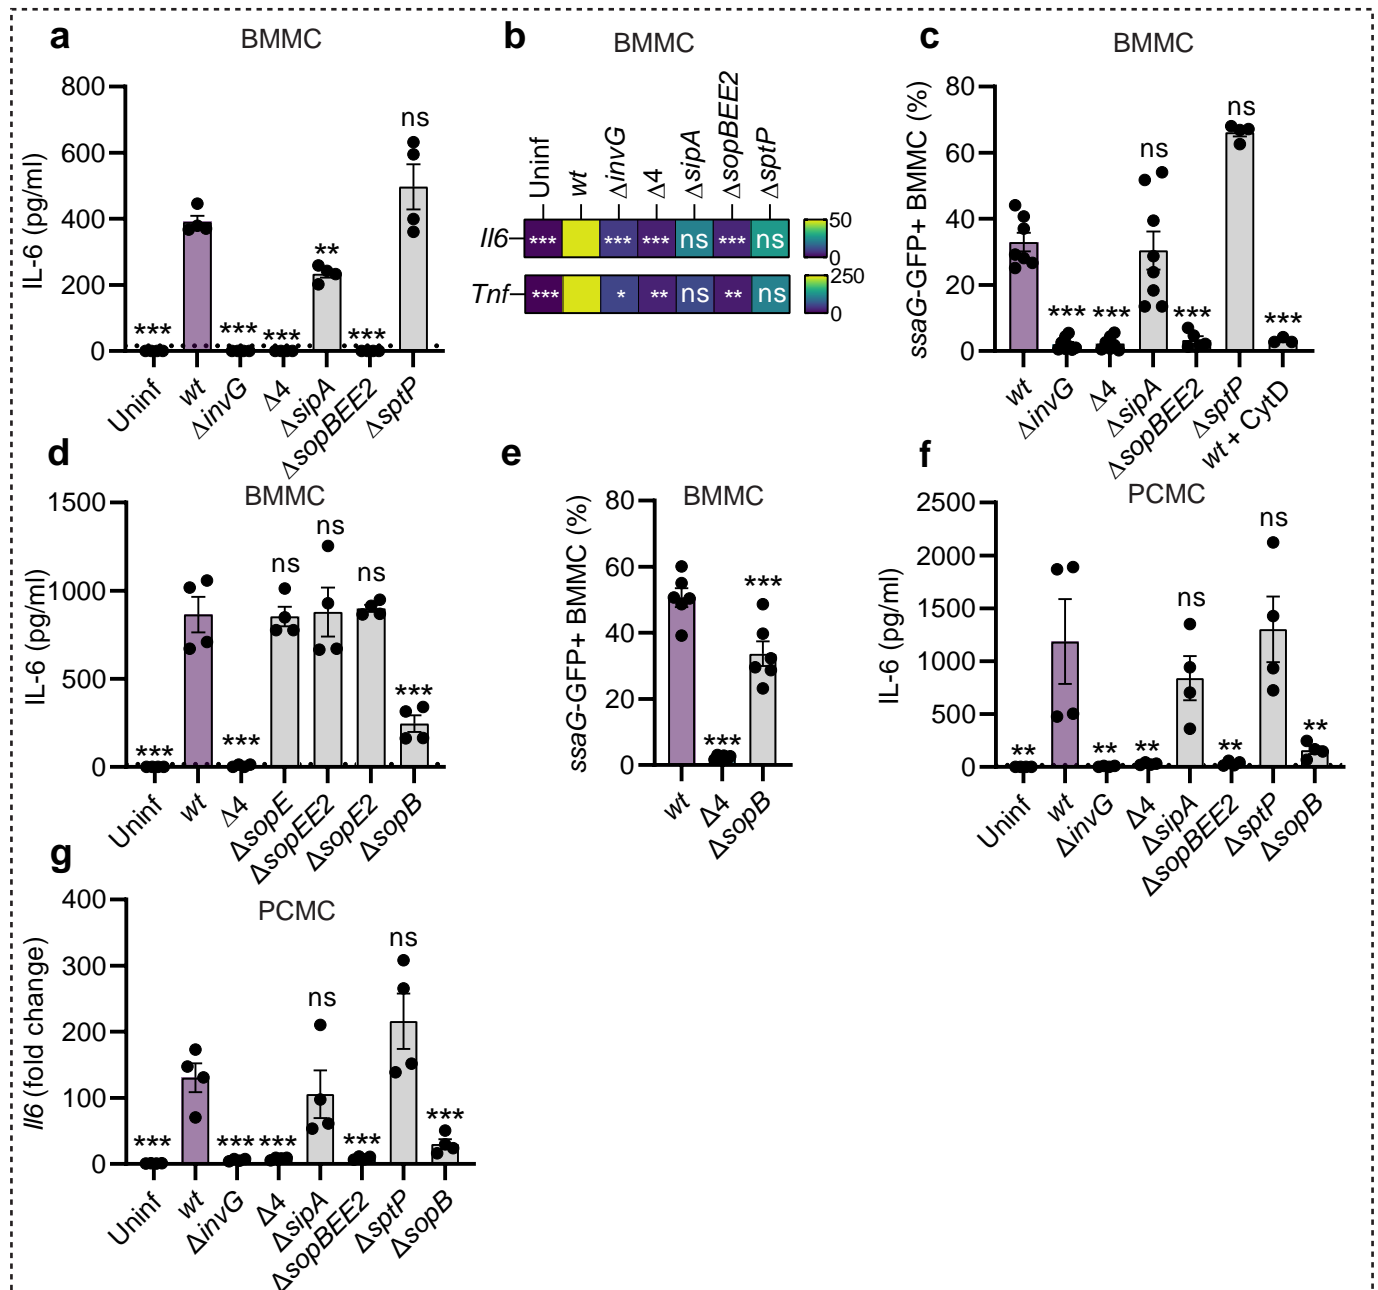 a
BMMC
IL-6 (pg/ml)
800
600
400
200
0
***
***
***
**
***
ns
Uninf
wt
ΔinvG
Δ4
ΔsipA
ΔsopBEE2
ΔsptP
b
BMMC
Uninf
wt
ΔinvG
Δ4
ΔsipA
ΔsopBEE2
ΔsptP
Il6
***
***
***
ns
***
ns
50
0
Tnf
***
*
**
ns
**
ns
250
0
c
BMMC
ssaG-GFP+ BMMC (%)
80
60
40
20
0
***
***
ns
***
ns
***
wt
ΔinvG
Δ4
ΔsipA
ΔsopBEE2
ΔsptP
wt + CytD
d
BMMC
IL-6 (pg/ml)
1500
1000
500
0
***
***
ns
ns
ns
***
Uninf
wt
Δ4
ΔsopE
ΔsopEE2
ΔsopE2
ΔsopB
e
BMMC
ssaG-GFP+ BMMC (%)
80
60
40
20
0
***
***
wt
Δ4
ΔsopB
f
PCMC
IL-6 (pg/ml)
2500
2000
1500
1000
500
0
**
**
**
ns
**
ns
**
Uninf
wt
ΔinvG
Δ4
ΔsipA
ΔsopBEE2
ΔsptP
ΔsopB
g
PCMC
Il6 (fold change)
400
300
200
100
0
***
***
***
ns
***
ns
***
Uninf
wt
ΔinvG
Δ4
ΔsipA
ΔsopBEE2
ΔsptP
ΔsopB